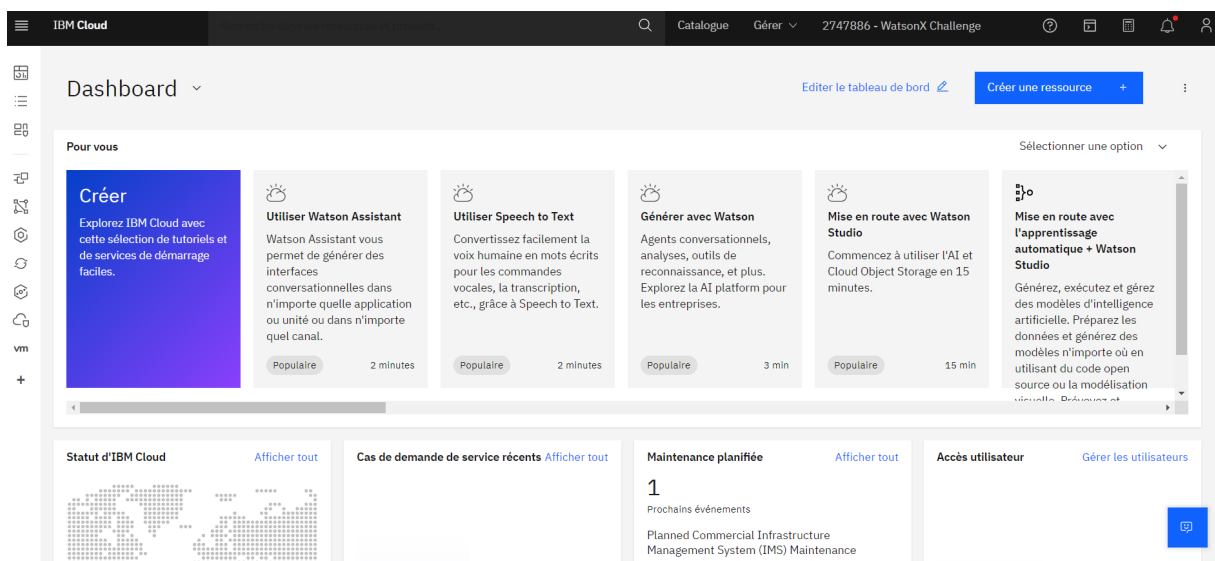 IBM Cloud
Catalogue
Gérer
2747886 - WatsonX Challenge
Dashboard
Editer le tableau de bord
Créer une ressource +
Pour vous
Sélectionner une option
Créer
Explorez IBM Cloud avec
cette sélection de tutoriels et
de services de démarrage
faciles.
Utiliser Watson Assistant
Watson Assistant vous
permet de générer des
interfaces
conversationnelles dans
n'importe quelle application
ou unité ou dans n'importe
quel canal.
Populaire
2 minutes
Utiliser Speech to Text
Convertissez facilement la
voix humaine en mots écrits
pour les commandes
vocales, la transcription,
etc., grâce à Speech to Text.
Populaire
2 minutes
Générer avec Watson
Agents conversationnels,
analyses, outils de
reconnaissance, et plus.
Explorez la AI platform pour
les entreprises.
Populaire
3 min
Mise en route avec Watson
Studio
Commencez à utiliser l'AI et
Cloud Object Storage en 15
minutes.
Populaire
15 min
Mise en route avec
l'apprentissage
automatique + Watson
Studio
Générez, exécutez et gérez
des modèles d'intelligence
artificielle. Préparez les
données et générez des
modèles n'importe où en
utilisant du code open
source ou la modélisation
visuelle. Prévoyez et
vm
+
Statut d'IBM Cloud
Afficher tout
Cas de demande de service récents Afficher tout
Maintenance planifiée
Afficher tout
1
Prochains événements
Planned Commercial Infrastructure
Management System (IMS) Maintenance
Accès utilisateur
Gérer les utilisateurs